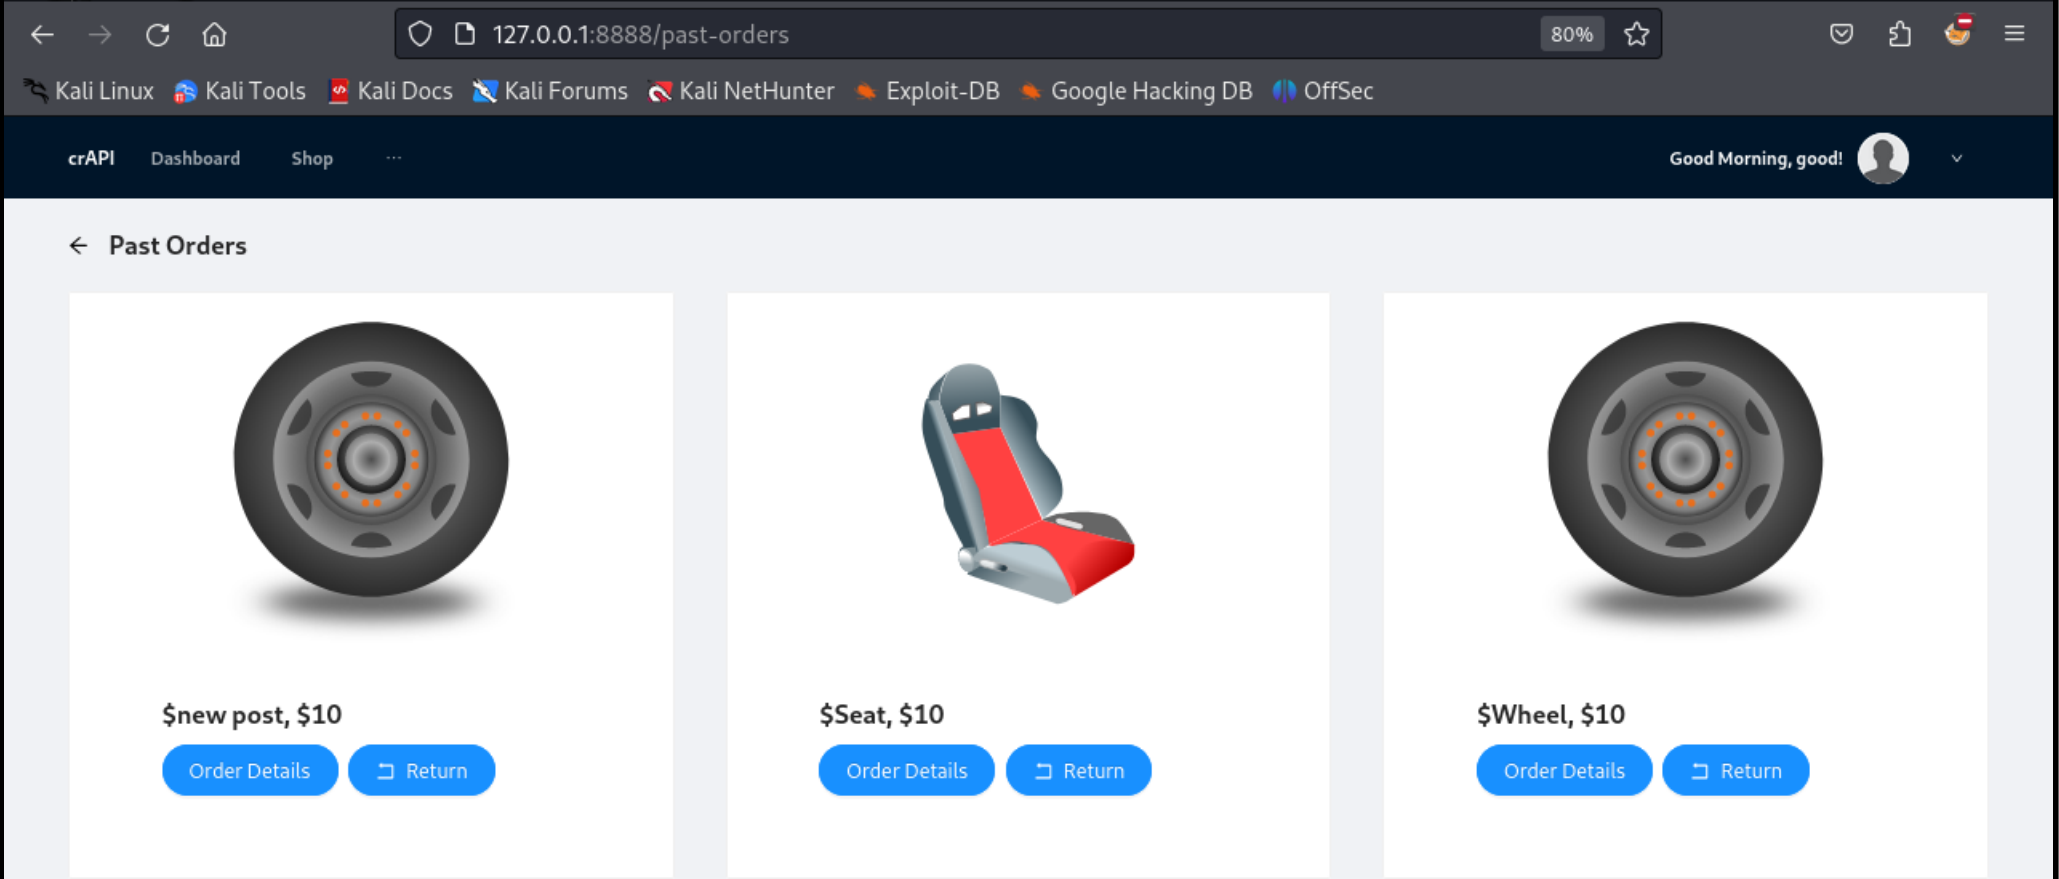 127.0.0.1:8888/past-orders 80%
Kali Linux Kali Tools Kali Docs Kali Forums Kali NetHunter Exploit-DB Google Hacking DB OffSec
crAPI Dashboard Shop ... Good Morning, good!
Past Orders
$new post, $10
Order Details Return
$Seat, $10
Order Details Return
$Wheel, $10
Order Details Return